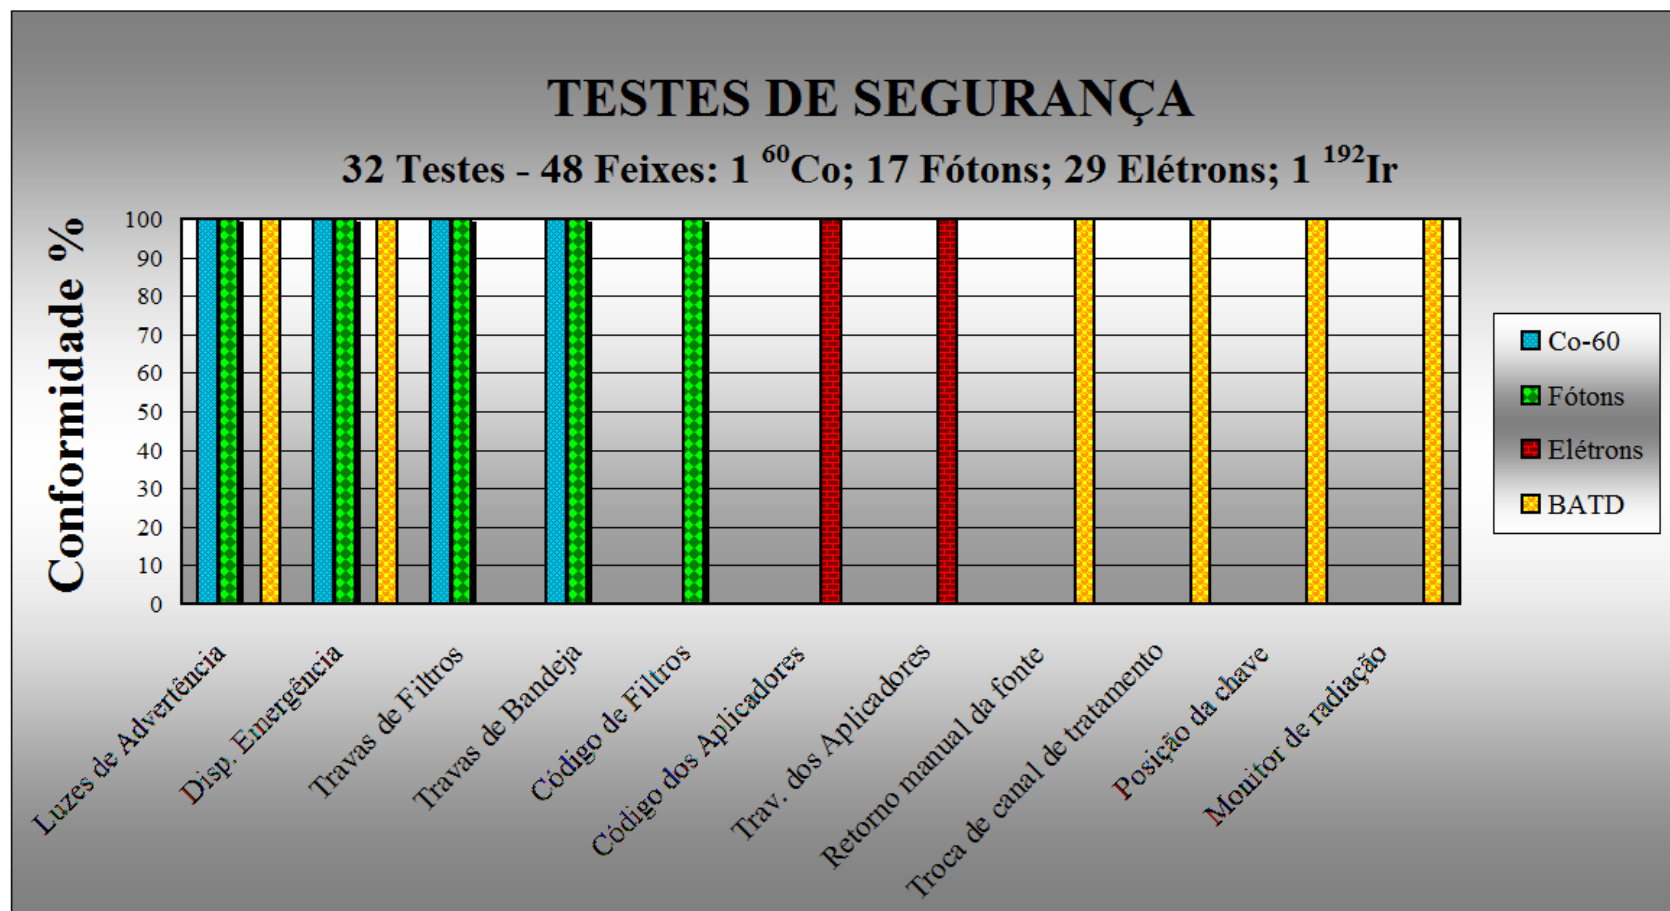 TESTES DE SEGURANÇA
32 Testes - 48 Feixes: 1 ⁶⁰Co; 17 Fótons; 29 Elétrons; 1 ¹⁹²Ir
Conformidade %
100
90
80
70
60
50
40
30
20
10
0
Luzes de Advertência
Disp. Emergência
Travas de Filtros
Travas de Bandeja
Código de Filtros
Código dos Aplicadores
Trav. dos Aplicadores
Retorno manual da fonte
Troca de canal de tratamento
Posição da chave
Monitor de radiação
Co-60
Fótons
Elétrons
BATD